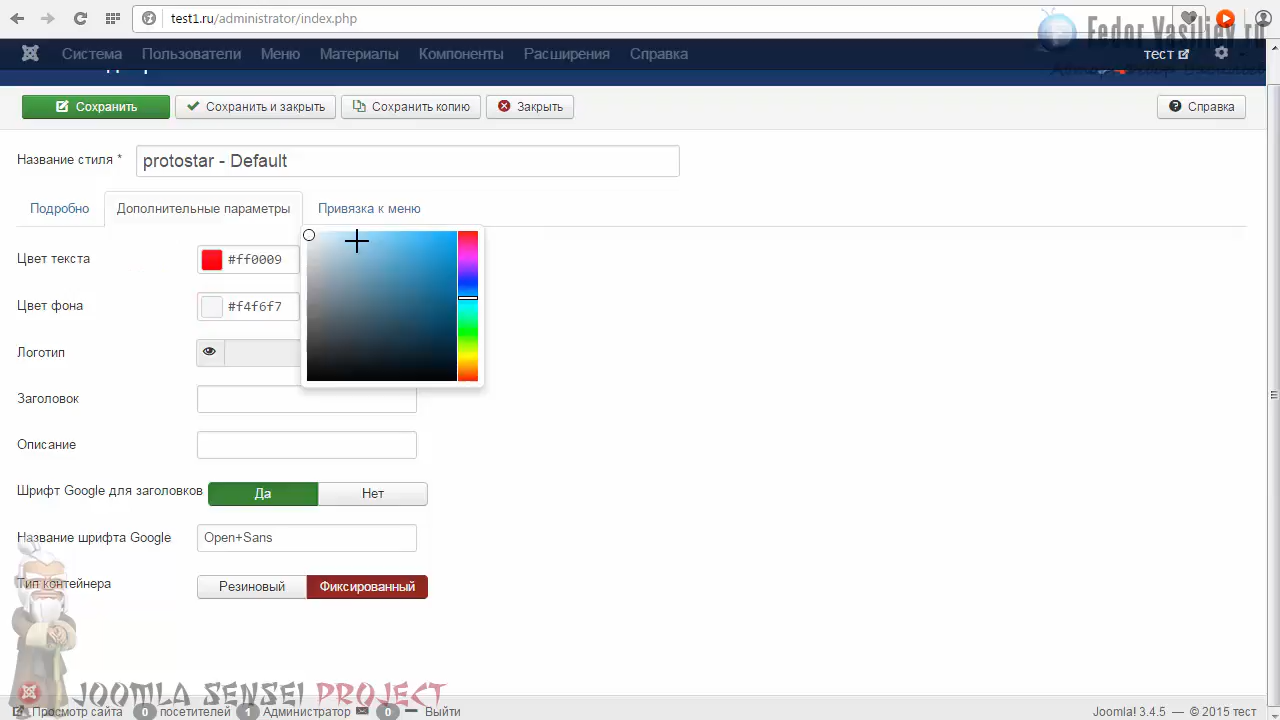 test1.ru/administrator/index.php
Fedor Vasiliev.ru
Система Пользователи Меню Материалы Компоненты Расширения Справка тест
Сохранить Сохранить и закрыть Сохранить копию Закрыть Справка
Название стиля * protostar - Default
Подробно Дополнительные параметры Привязка к меню
Цвет текста #ff0009
Цвет фона #f4f6f7
Логотип
Заголовок
Описание
Шрифт Google для заголовков Да Нет
Название шрифта Google Open+Sans
Тип контейнера Резиновый Фиксированный
JOOMLA SENSEI PROJECT
Просмотр сайта 0 посетителей 1 Администратор 0 Выйти Joomla! 3.4.5 — © 2015 тест